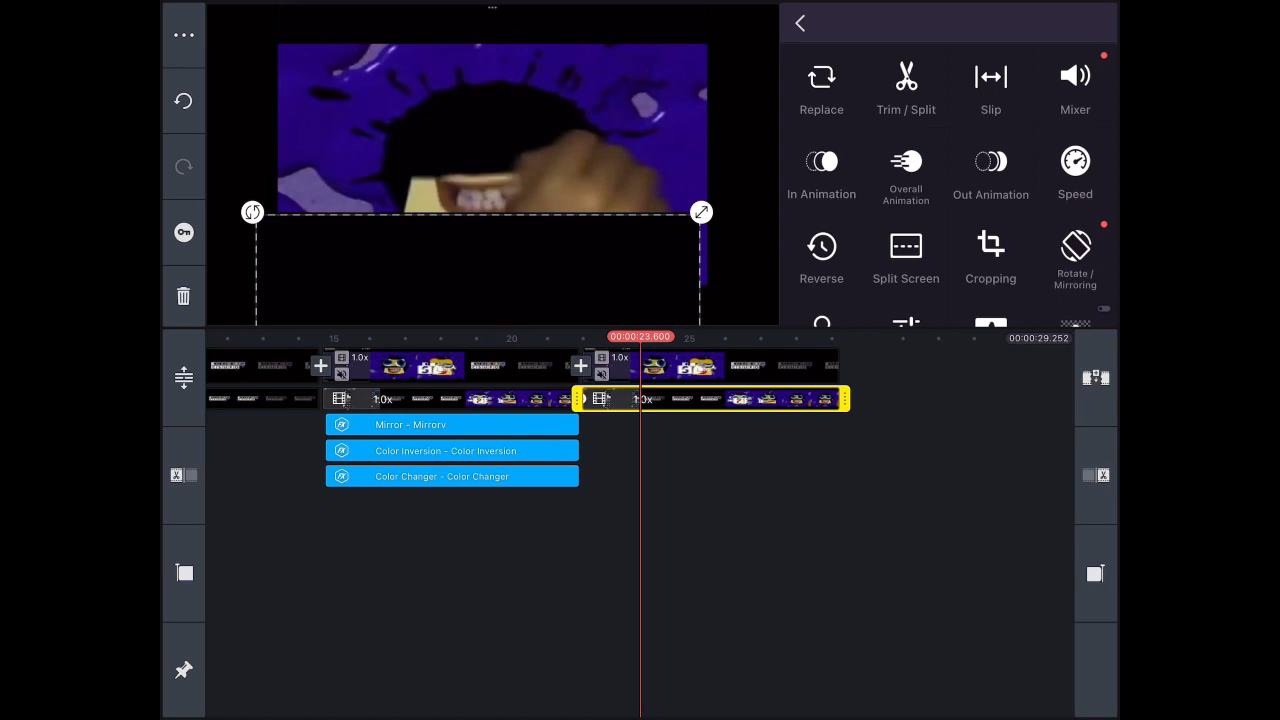 Replace
Trim / Split
Slip
Mixer
In Animation
Overall
Animation
Out Animation
Speed
Reverse
Split Screen
Cropping
Rotate /
Mirroring
15
20
00:00:23.600
25
00:00:29.252
1.0x
1.0x
1.0x
1.0x
Mirror - Mirrorv
Color Inversion - Color Inversion
Color Changer - Color Changer